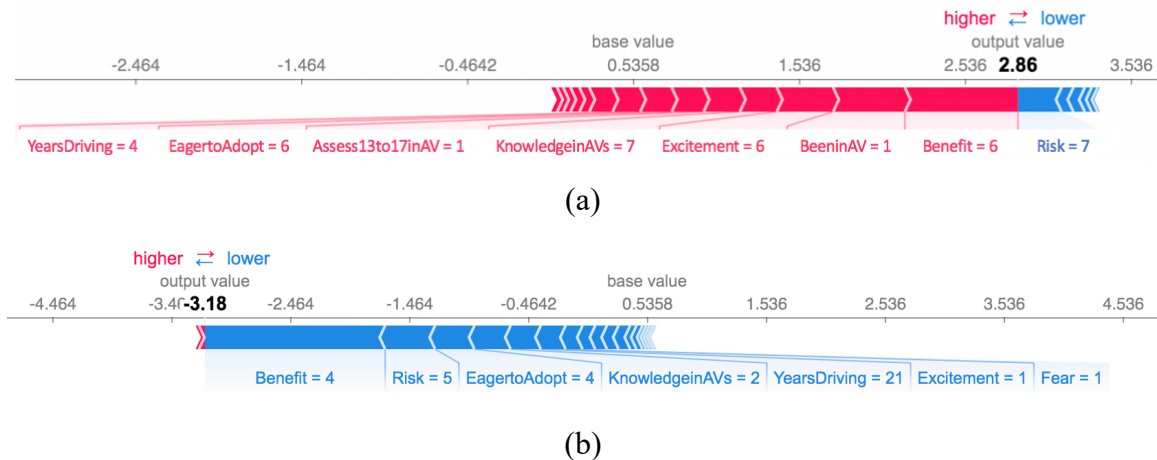 higher ⇄ lower
base value output value
-2.464 -1.464 -0.4642 0.5358 1.536 2.536 2.86 3.536
YearsDriving = 4 EagertoAdopt = 6 Assess13to17inAV = 1 KnowledgeinAVs = 7 Excitement = 6 BeeninAV = 1 Benefit = 6 Risk = 7
(a)
higher ⇄ lower
output value base value
-4.464 -3.40 -3.18 -2.464 -1.464 -0.4642 0.5358 1.536 2.536 3.536 4.536
Benefit = 4 Risk = 5 EagertoAdopt = 4 KnowledgeinAVs = 2 YearsDriving = 21 Excitement = 1 Fear = 1
(b)